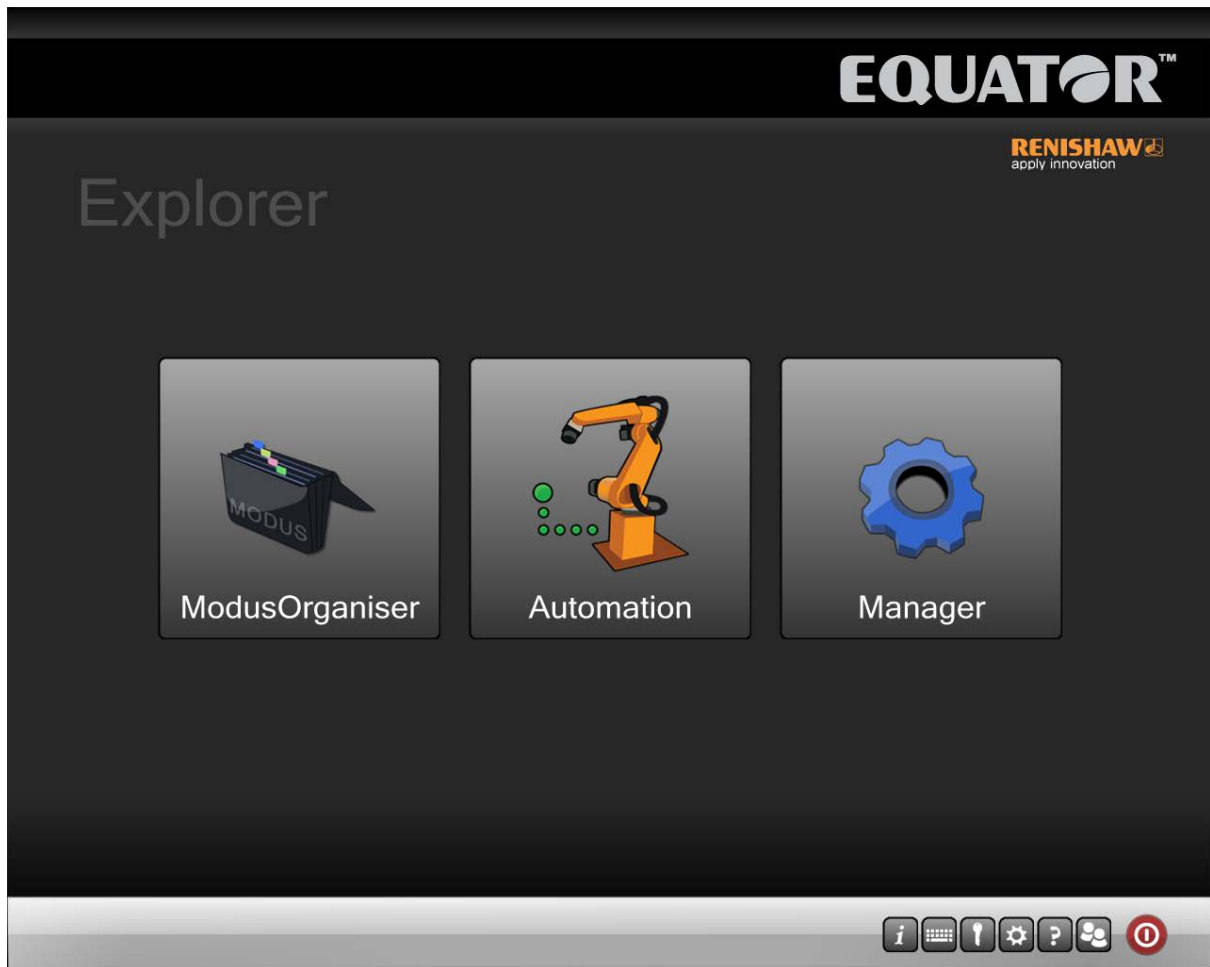 EQUATOR™
RENISHAW
apply innovation
Explorer
MODUS
ModusOrganiser
Automation
Manager